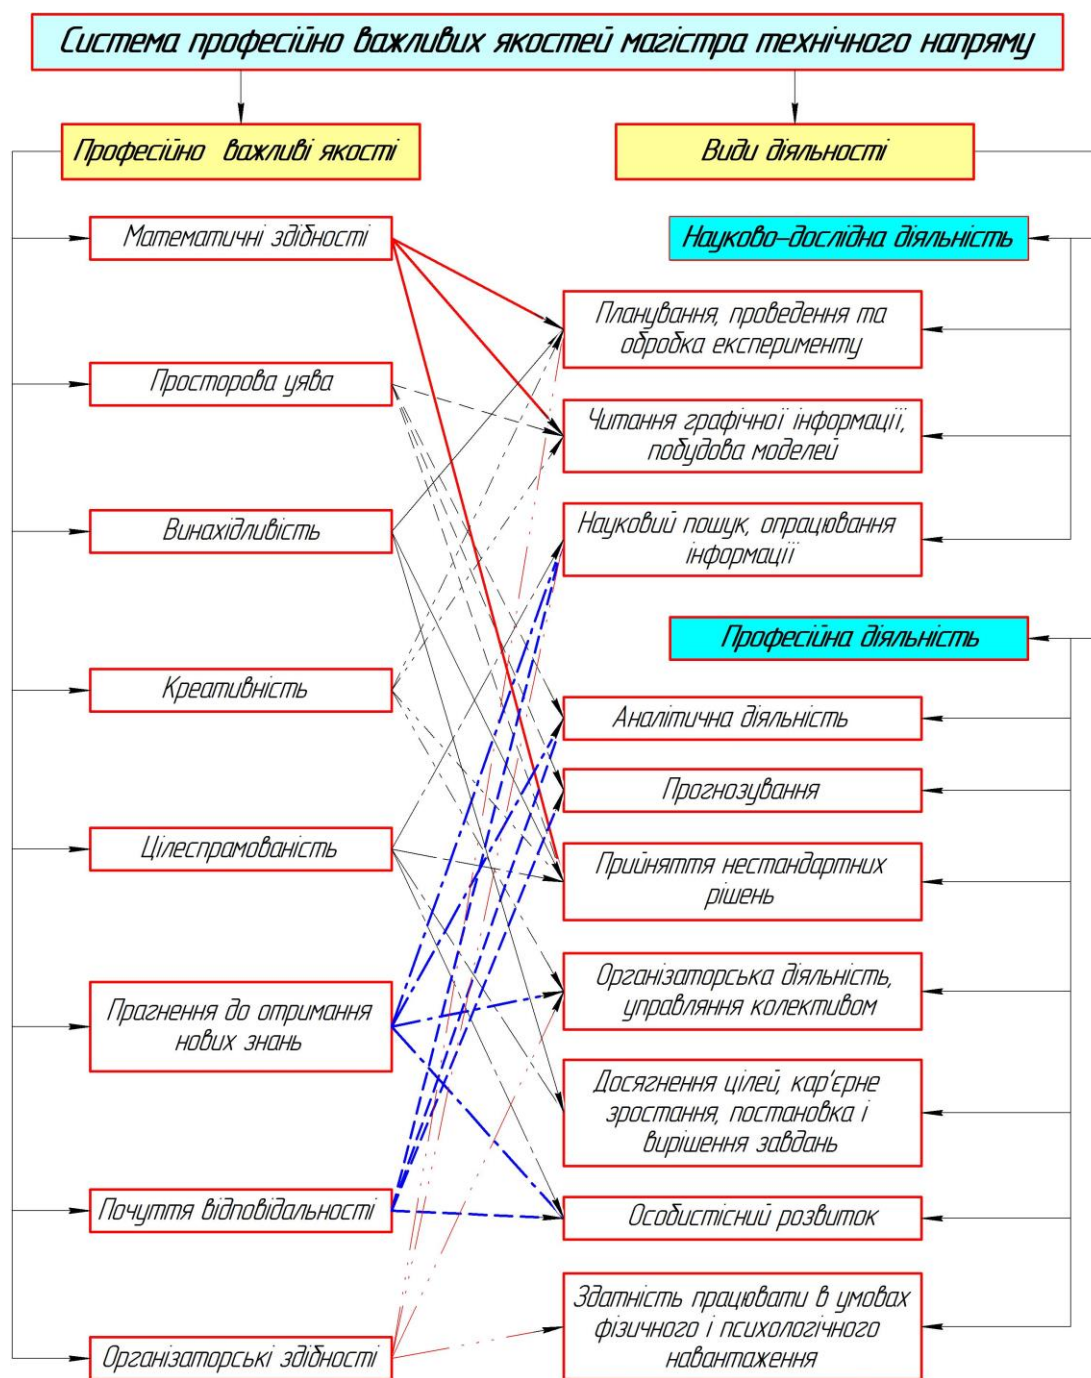 Система професійно важливих якостей магістра технічного напряму
Професійно важливі якості
Види діяльності
Математичні здібності
Просторова уява
Винахідливість
Креативність
Цілеспрамованість
Прагнення до отримання
нових знань
Почуття відповідальності
Організаторські здібності
Науково-дослідна діяльність
Планування, проведення та
обробка експерименту
Читання графічної інформації,
побудова моделей
Науковий пошук, опрацювання
інформації
Професійна діяльність
Аналітична діяльність
Прогнозування
Прийняття нестандартних
рішень
Організаторська діяльність,
управляння колективом
Досягнення цілей, кар'єрне
зростання, постановка і
вирішення завдань
Особистісний розвиток
Здатність працювати в умовах
фізичного і психологічного
навантаження